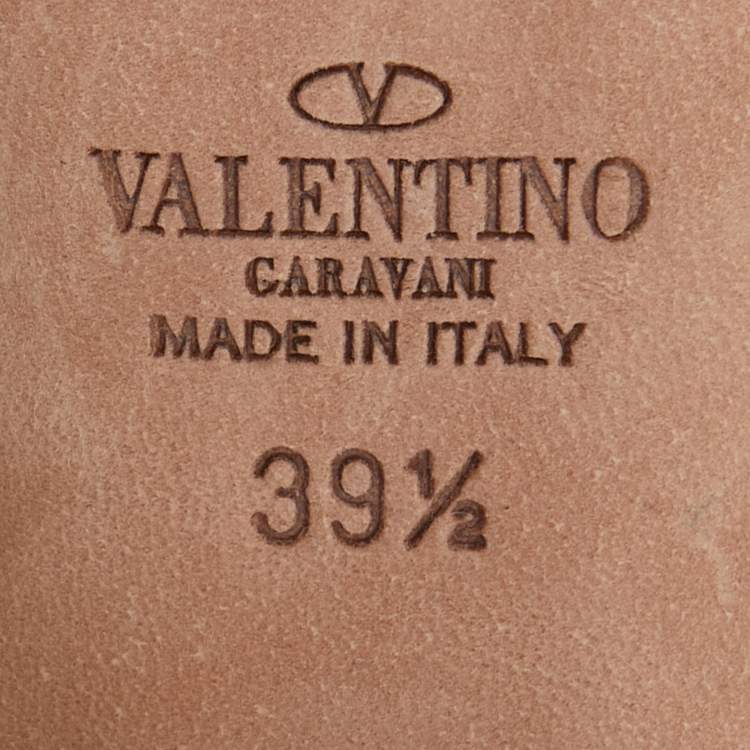 V
VALENTINO
GARAVANI
MADE IN ITALY
39½